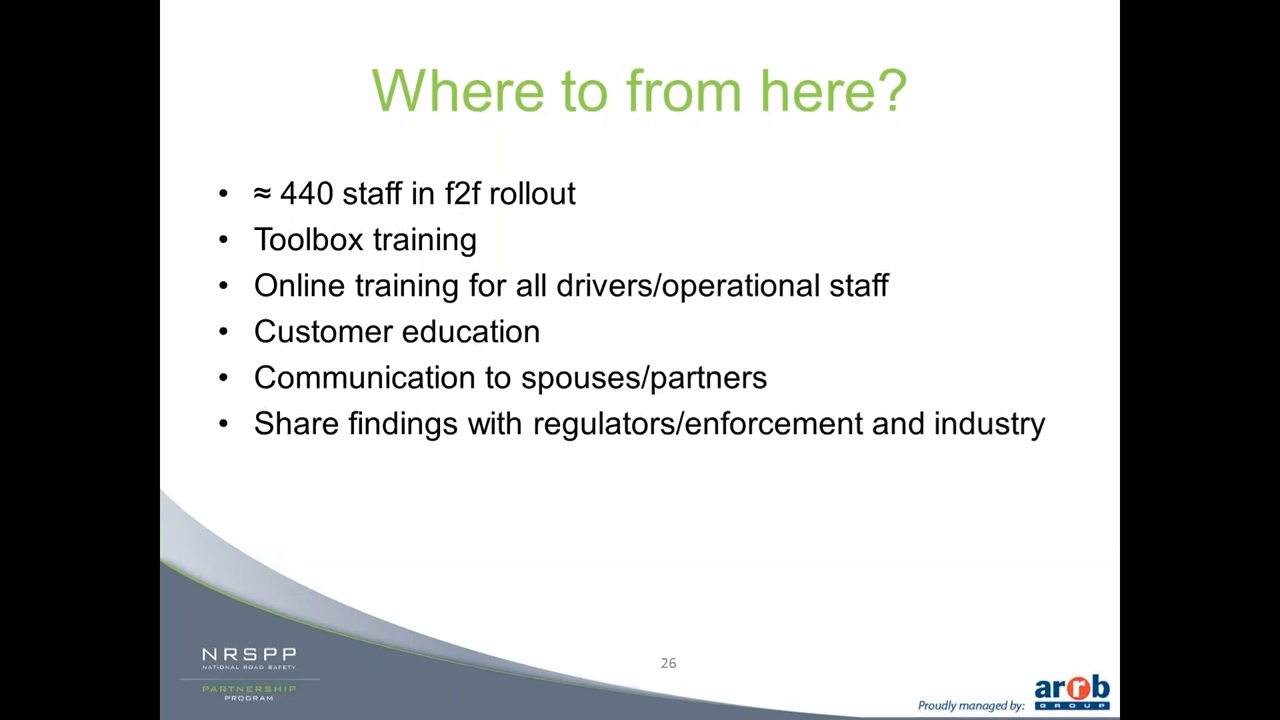 Where to from here?
• ≈ 440 staff in f2f rollout
• Toolbox training
• Online training for all drivers/operational staff
• Customer education
• Communication to spouses/partners
• Share findings with regulators/enforcement and industry
NRSPP
NATIONAL ROAD SAFETY
PARTNERSHIP
PROGRAM
26
Proudly managed by:
arrb
GROUP